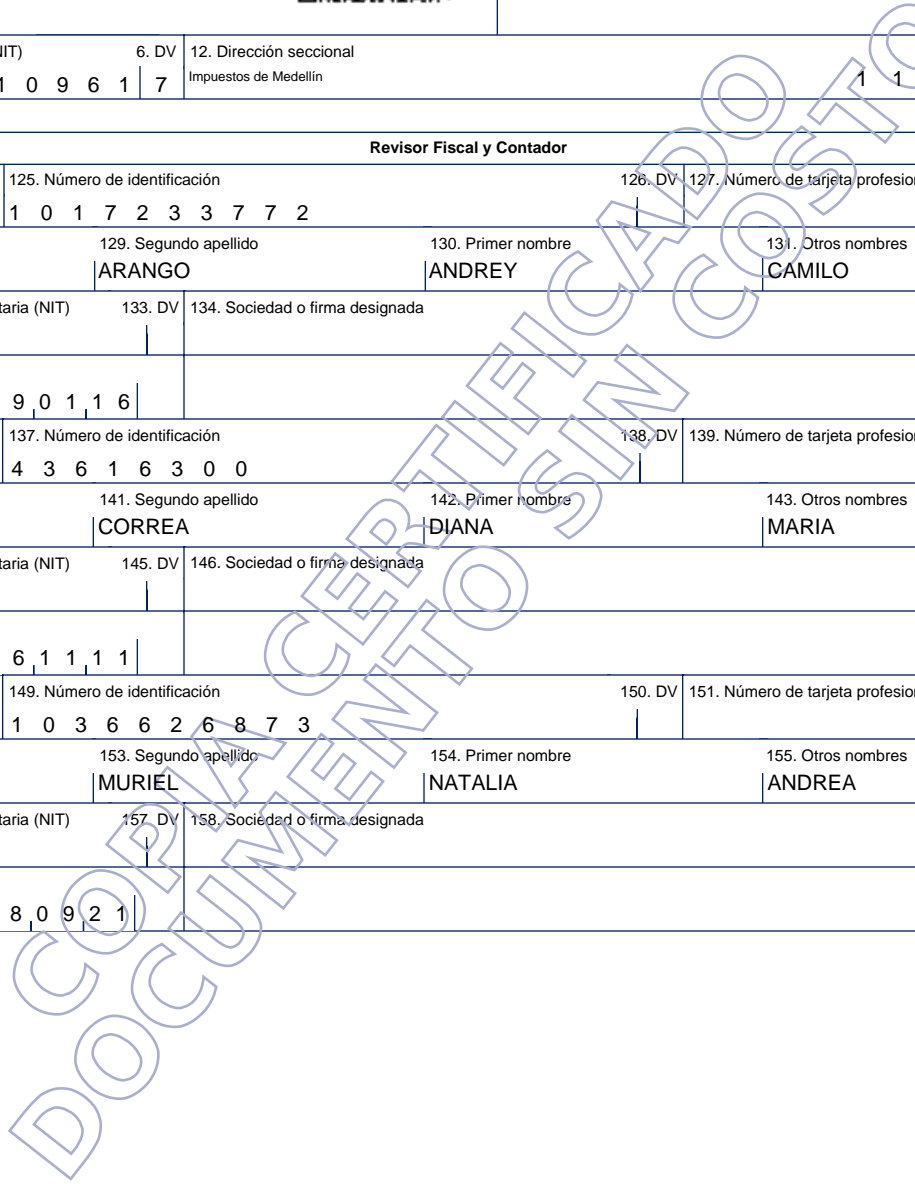 IT) 6. DV 12. Dirección seccional
1 0 9 6 1 7 Impuestos de Medellín 1 1
Revisor Fiscal y Contador
125. Número de identificación 126. DV 127. Número de tarjeta profesion
1 0 1 7 2 3 3 7 7 2
129. Segundo apellido 130. Primer nombre 131. Otros nombres
ARANGO ANDREY CAMILO
taria (NIT) 133. DV 134. Sociedad o firma designada
9 0 1 1 6
137. Número de identificación 138. DV 139. Número de tarjeta profesion
4 3 6 1 6 3 0 0
141. Segundo apellido 142. Primer nombre 143. Otros nombres
CORREA DIANA MARIA
taria (NIT) 145. DV 146. Sociedad o firma designada
6 1 1 1 1
149. Número de identificación 150. DV 151. Número de tarjeta profesion
1 0 3 6 6 2 6 8 7 3
153. Segundo apellido 154. Primer nombre 155. Otros nombres
MURIEL NATALIA ANDREA
taria (NIT) 157. DV 158. Sociedad o firma designada
8 0 9 2 1
COPIA CERTIFICADO
DOCUMENTO SIN COSTO